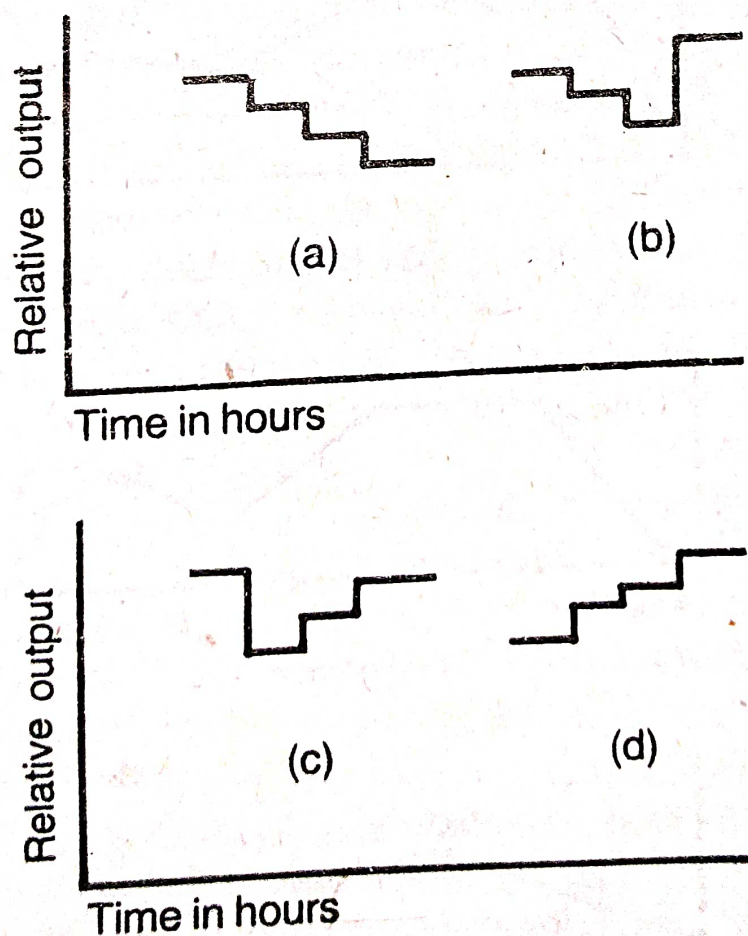 Relative output
(a)
(b)
Time in hours
Relative output
(c)
(d)
Time in hours